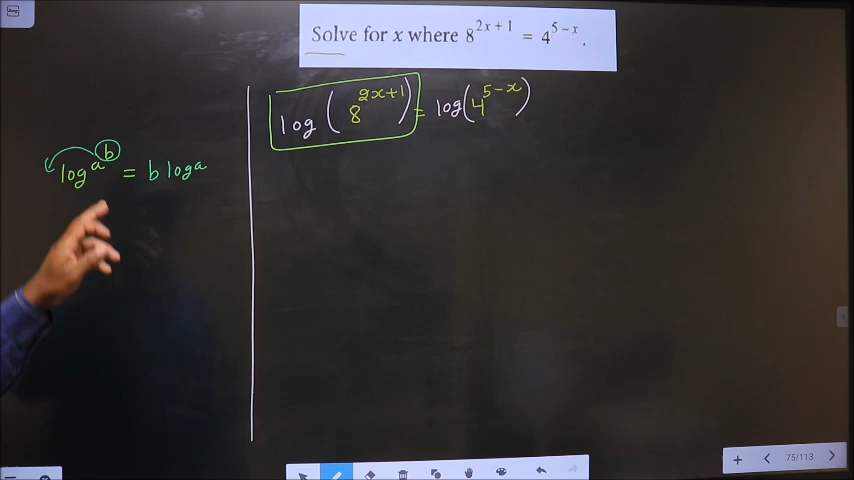 Solve for x where 8^{2x + 1} = 4^{5 – x}.
log (8^{2x+1}) = log(4^{5-x})
log a^b = b log a
75/113